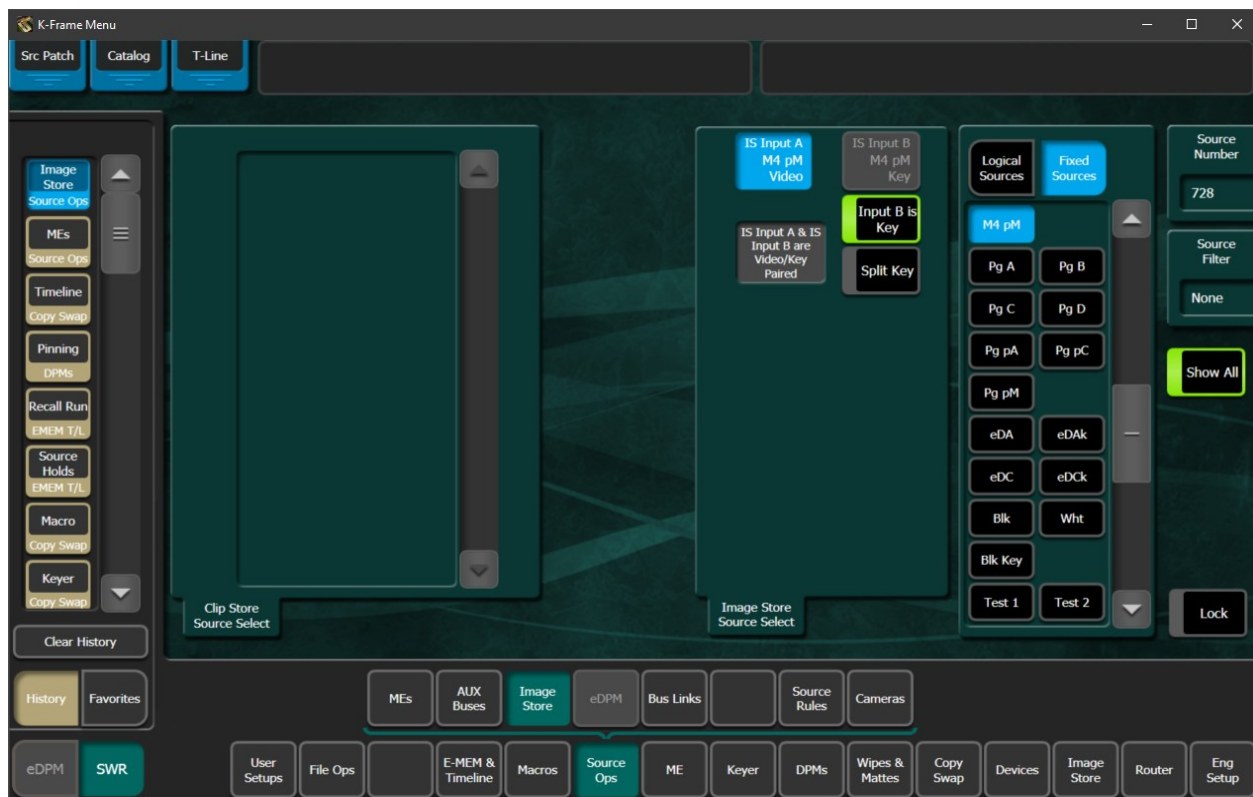 K-Frame Menu
Src Patch
Catalog
T-Line
Image
Store
Source Ops
MEs
Source Ops
Timeline
Copy Swap
Pinning
DPMs
Recall Run
EMEM T/L
Source
Holds
EMEM T/L
Macro
Copy Swap
Keyer
Copy Swap
Clear History
History
Favorites
eDPM
SWR
Clip Store
Source Select
IS Input A
M4 pM
Video
IS Input B
M4 pM
Key
IS Input A & IS
Input B are
Video/Key
Paired
Input B is
Key
Split Key
Image Store
Source Select
Logical
Sources
Fixed
Sources
M4 pM
Pg A
Pg B
Pg C
Pg D
Pg pA
Pg pC
Pg pM
eDA
eDAk
eDC
eDCk
Blk
Wht
Blk Key
Test 1
Test 2
Source
Number
728
Source
Filter
None
Show All
Lock
MEs
AUX
Buses
Image
Store
eDPM
Bus Links
Source
Rules
Cameras
User
Setups
File Ops
E-MEM &
Timeline
Macros
Source
Ops
ME
Keyer
DPMs
Wipes &
Mattes
Copy
Swap
Devices
Image
Store
Router
Eng
Setup